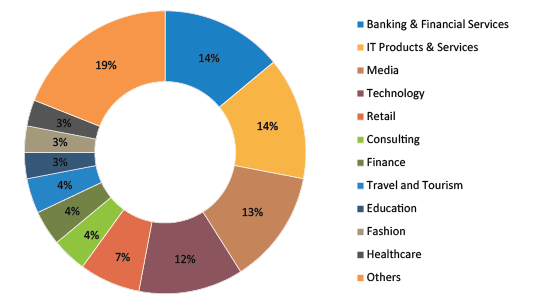 14%
14%
13%
12%
7%
4%
4%
4%
3%
3%
3%
19%
Banking & Financial Services
IT Products & Services
Media
Technology
Retail
Consulting
Finance
Travel and Tourism
Education
Fashion
Healthcare
Others